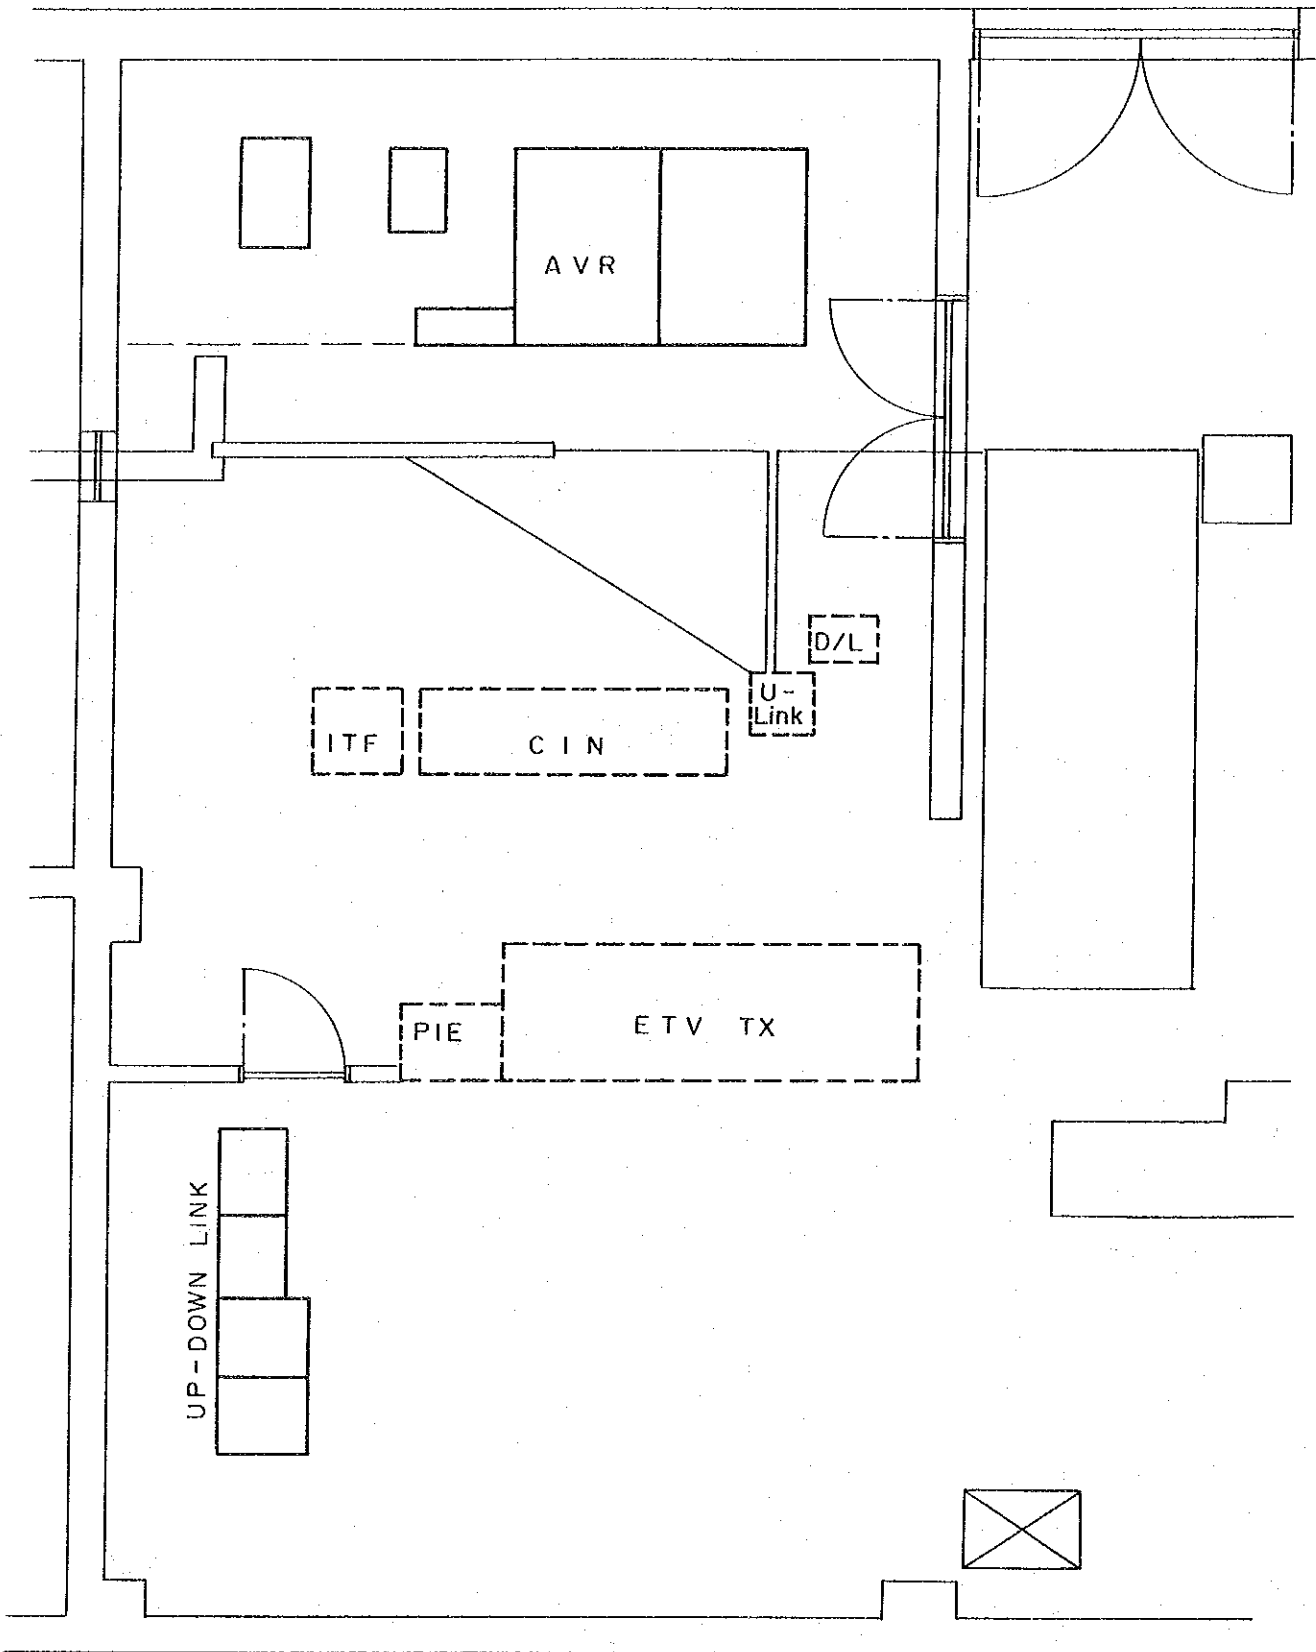 AVR
D/L
U-
Link
ITF
CIN
PIE
ETV TX
UP-DOWN LINK